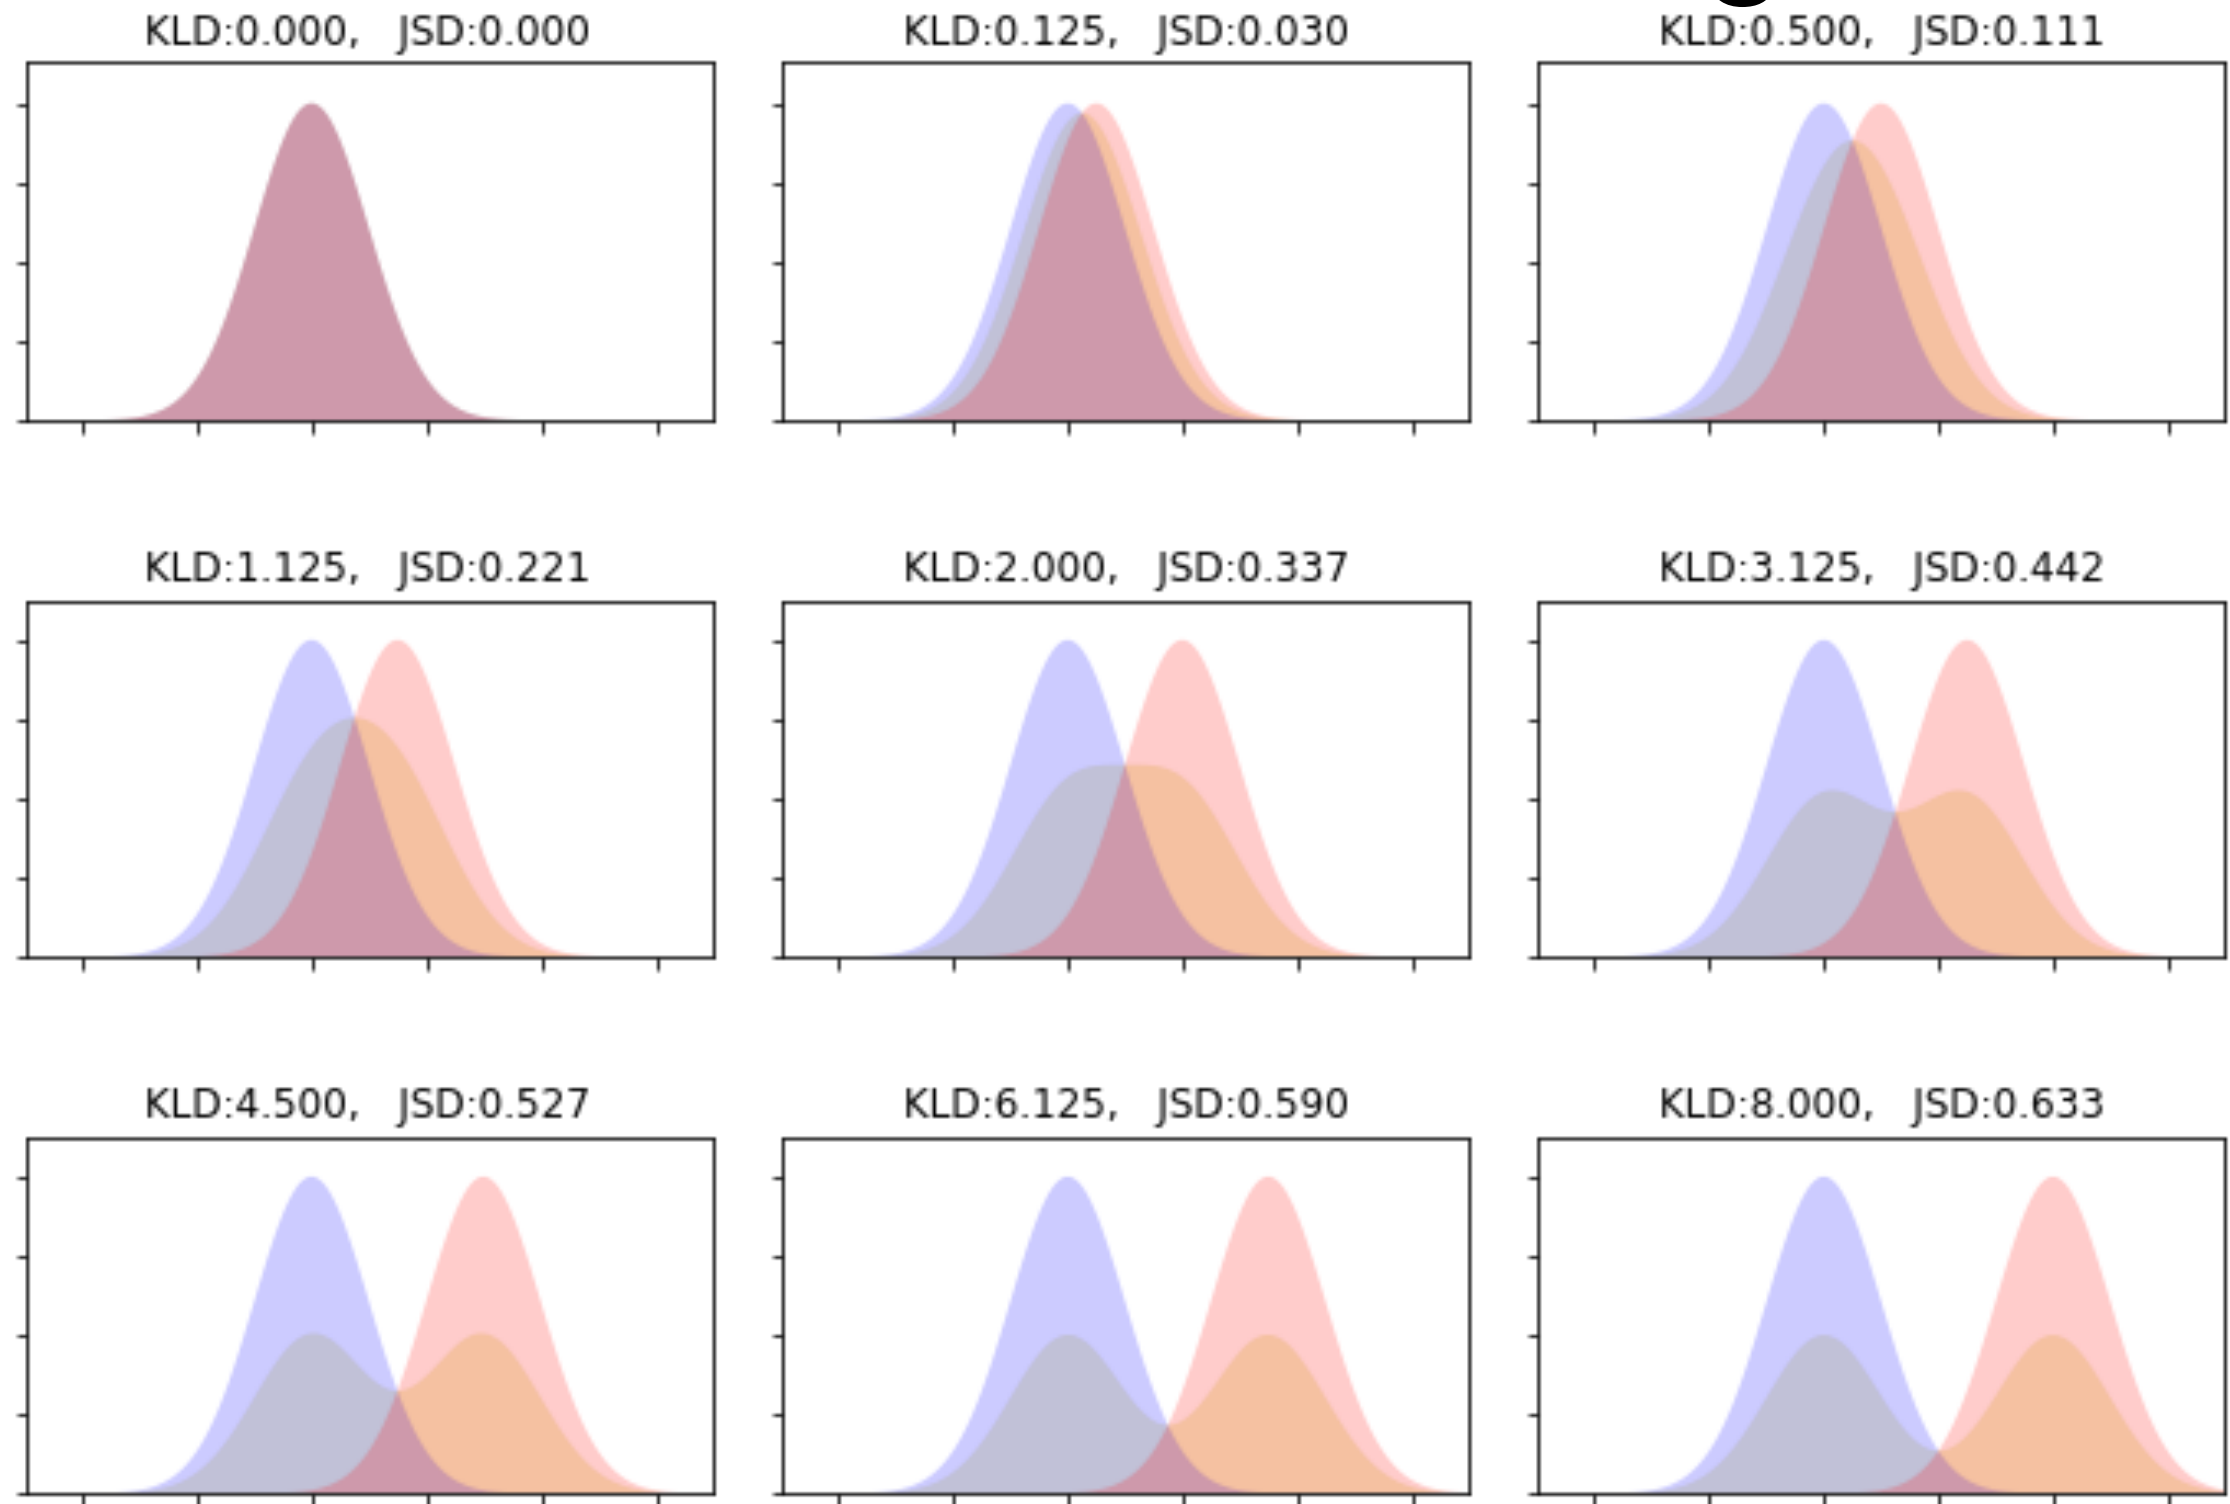 KLD:0.000, JSD:0.000
KLD:0.125, JSD:0.030
KLD:0.500, JSD:0.111
KLD:1.125, JSD:0.221
KLD:2.000, JSD:0.337
KLD:3.125, JSD:0.442
KLD:4.500, JSD:0.527
KLD:6.125, JSD:0.590
KLD:8.000, JSD:0.633